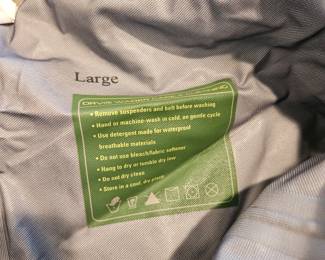 Large
ORVIS WADER
• Remove suspenders and belt before washing
• Hand or machine-wash in cold, on gentle cycle
• Use detergent made for waterproof
breathable materials
• Do not use bleach/fabric softener
• Hang to dry or tumble dry low
• Do not dry clean
• Store in a cool, dry place